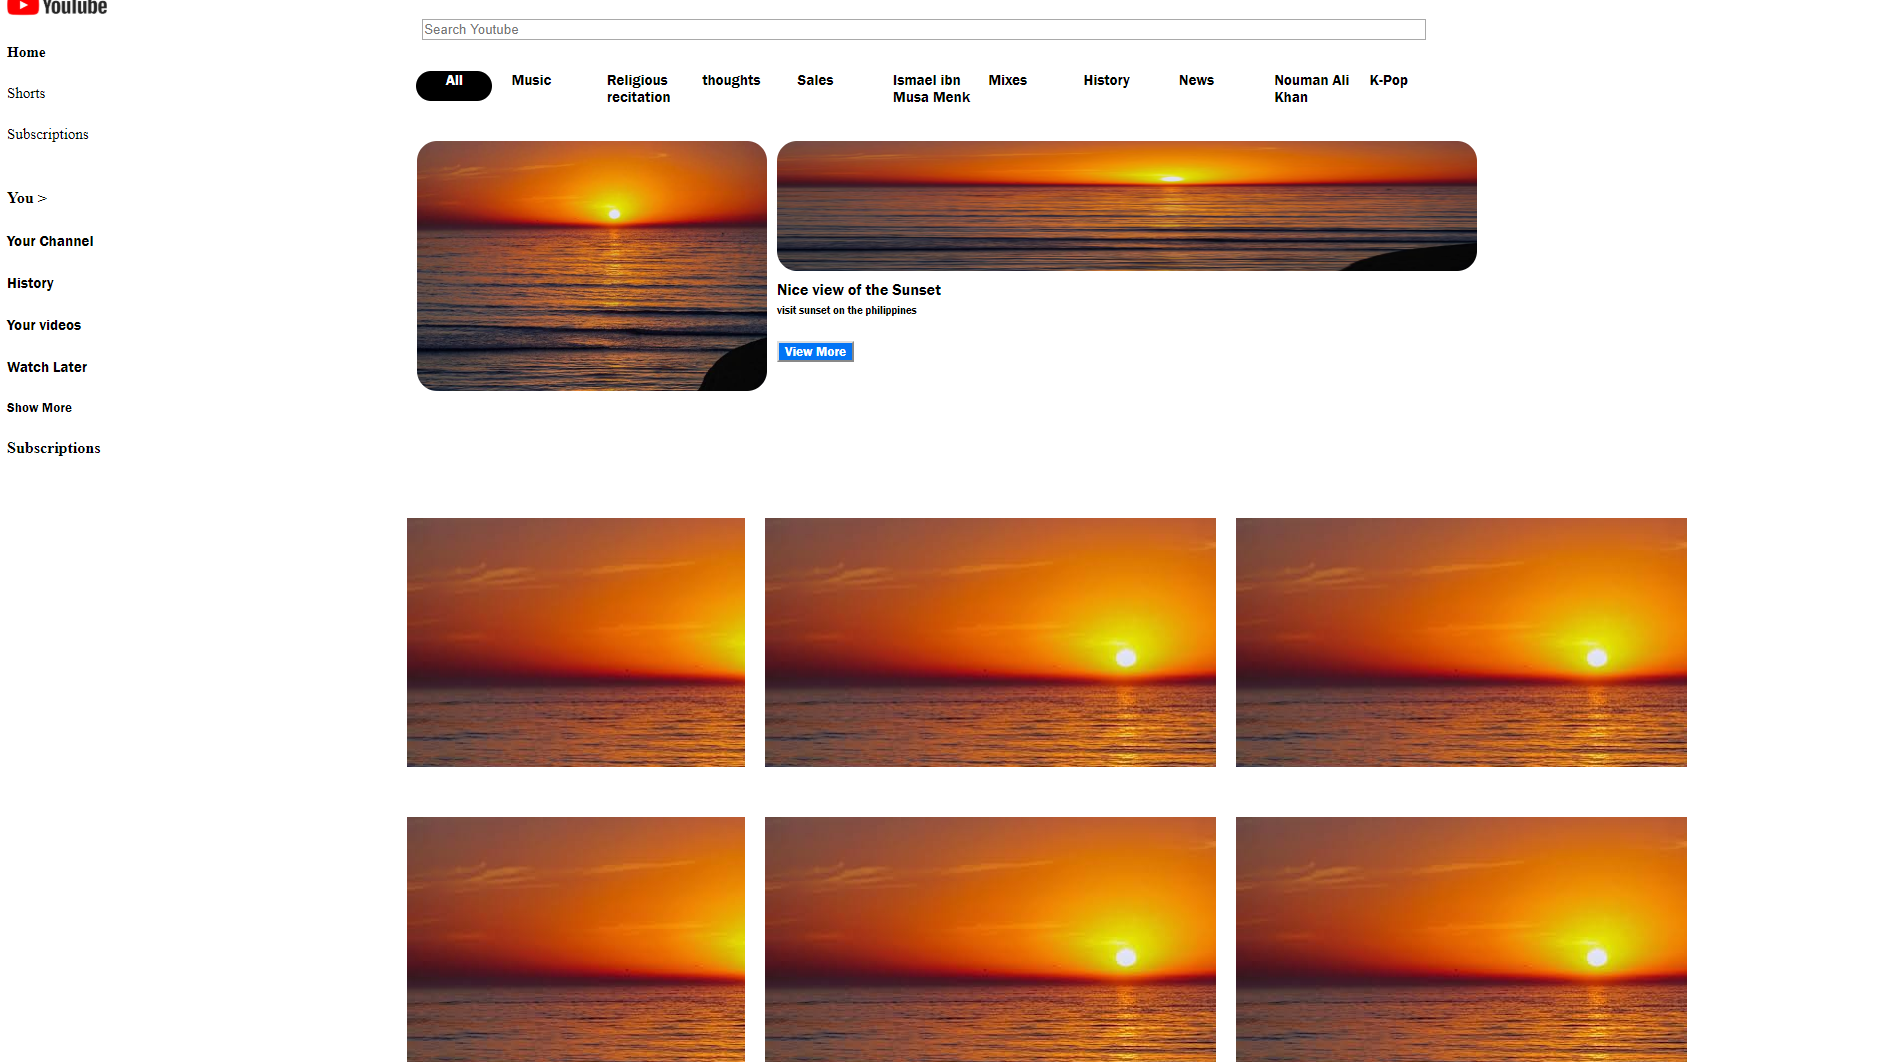 YouTube
Home
Shorts
Subscriptions
You >
Your Channel
History
Your videos
Watch Later
Show More
Subscriptions
Search Youtube
All
Music
Religious
recitation
thoughts
Sales
Ismael ibn
Musa Menk
Mixes
History
News
Nouman Ali
Khan
K-Pop
Nice view of the Sunset
visit sunset on the philippines
View More